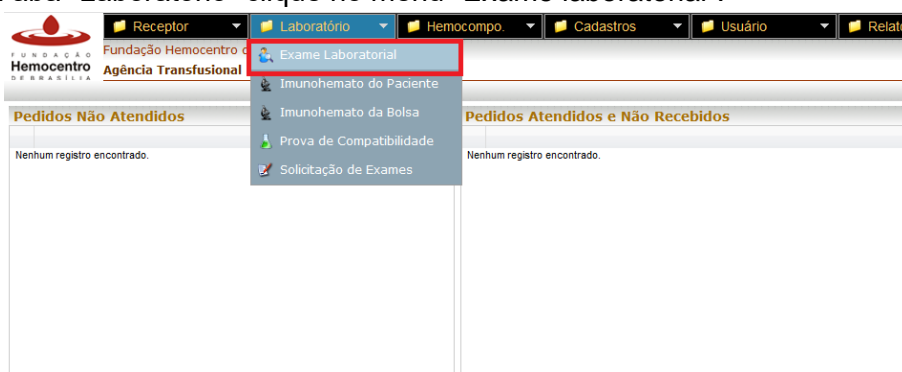 "Laboratório" clique no menu "Exame laboratorial".
Receptor
Laboratório
Hemocompo.
Cadastros
Usuário
FUNDAÇÃO
Hemocentro
DE BRASÍLIA
Fundação Hemocentro
Agência Transfusional
Exame Laboratorial
Imunohemato do Paciente
Imunohemato da Bolsa
Prova de Compatibilidade
Solicitação de Exames
Pedidos Não Atendidos
Nenhum registro encontrado.
Pedidos Atendidos e Não Recebidos
Nenhum registro encontrado.